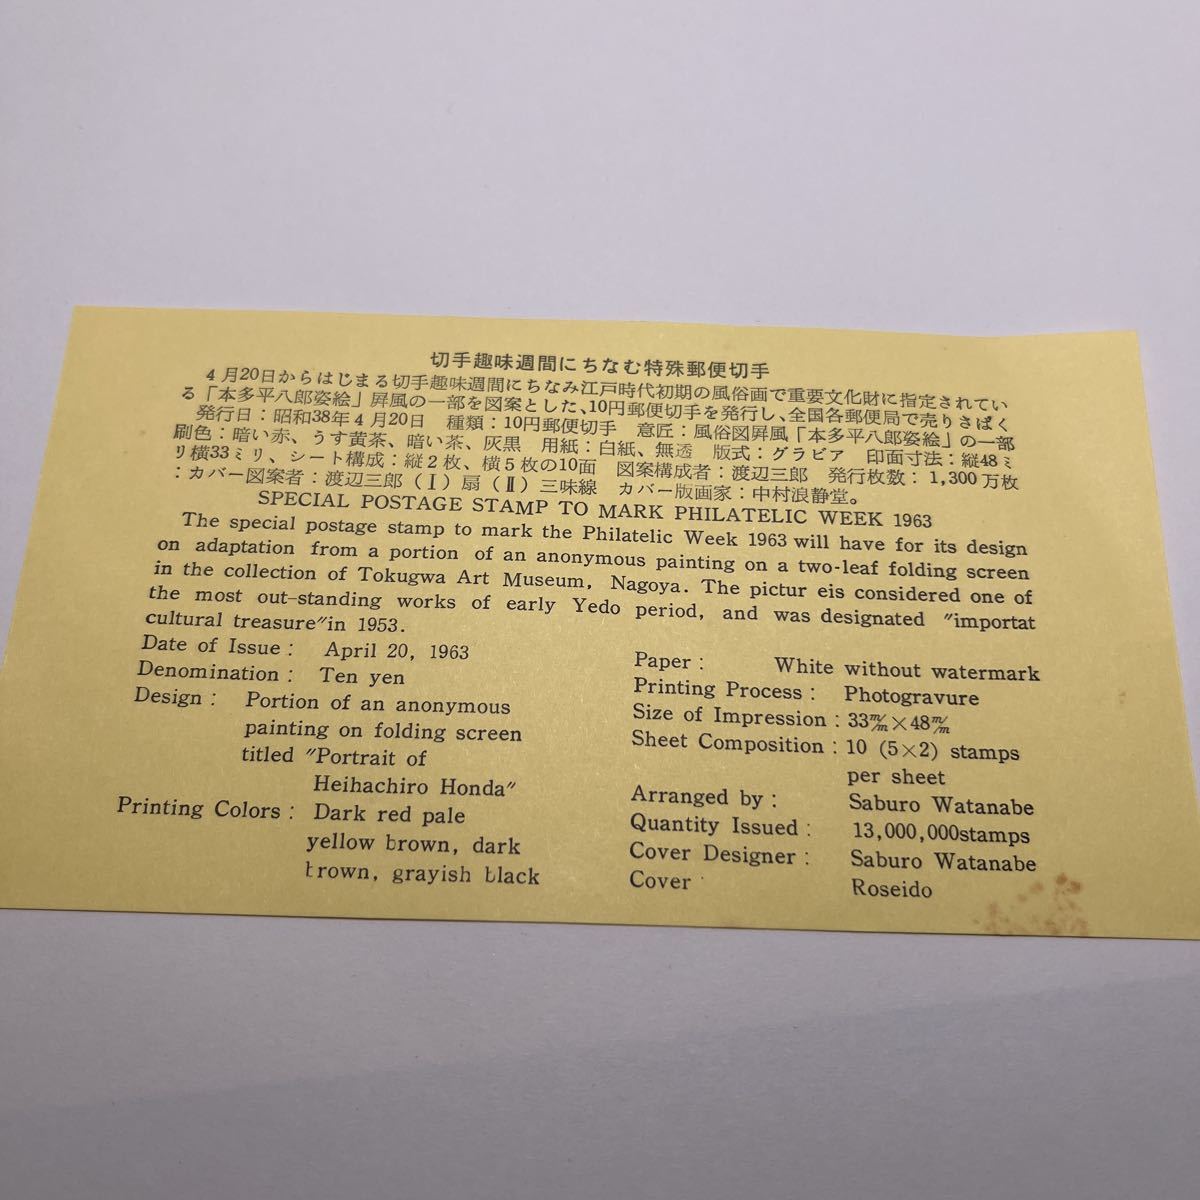 切手趣味週間にちなむ特殊郵便切手
4月20日からはじまる切手趣味週間にちなみ江戸時代初期の風俗画で重要文化財に指定されてい
る「本多平八郎姿絵」屏風の一部を図案とした、10円郵便切手を発行し、全国各郵便局で売りさばく
発行日：昭和38年4月20日　種類：10円郵便切手　意匠：風俗図屏風「本多平八郎姿絵」の一部
刷色：暗い赤、うす黄茶、暗い茶、灰黒　用紙：白紙、無透　版式：グラビア　印面寸法：縦48ミ
リ横33ミリ、シート構成：縦2枚、横5枚の10面　図案構成者：渡辺三郎　発行枚数：1,300万枚
：カバー図案者：渡辺三郎（Ⅰ）扇（Ⅱ）三味線　カバー版画家：中村浪静堂。
SPECIAL POSTAGE STAMP TO MARK PHILATELIC WEEK 1963
The special postage stamp to mark the Philatelic Week 1963 will have for its design
on adaptation from a portion of an anonymous painting on a two-leaf folding screen
in the collection of Tokugwa Art Museum, Nagoya. The pictur eis considered one of
the most out-standing works of early Yedo period, and was designated "importat
cultural treasure"in 1953.
Date of Issue : April 20, 1963
Denomination : Ten yen
Design : Portion of an anonymous
painting on folding screen
titled "Portrait of
Heihachiro Honda"
Printing Colors : Dark red pale
yellow brown, dark
brown, grayish black
Paper : White without watermark
Printing Process : Photogravure
Size of Impression : 33m/m×48m/m
Sheet Composition : 10 (5×2) stamps
per sheet
Arranged by : Saburo Watanabe
Quantity Issued : 13,000,000stamps
Cover Designer : Saburo Watanabe
Cover Roseido